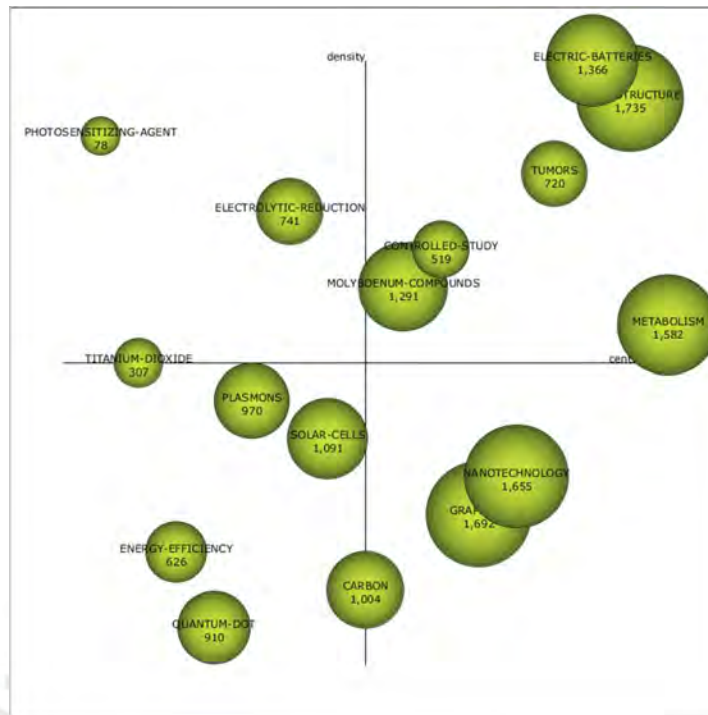 ELECTRIC-BATTERIES
1,366
density
STRUCTURE
1,735
PHOTOSENSITIZING-AGENT
78
TUMORS
720
ELECTROLYTIC-REDUCTION
741
CONTROLLED-STUDY
519
MOLYBDENUM-COMPOUNDS
1,291
METABOLISM
1,582
TITANIUM-DIOXIDE
307
cent
PLASMONS
970
SOLAR-CELLS
1,091
NANOTECHNOLOGY
1,655
GRAF
1,692
ENERGY-EFFICIENCY
626
CARBON
1,004
QUANTUM-DOT
910